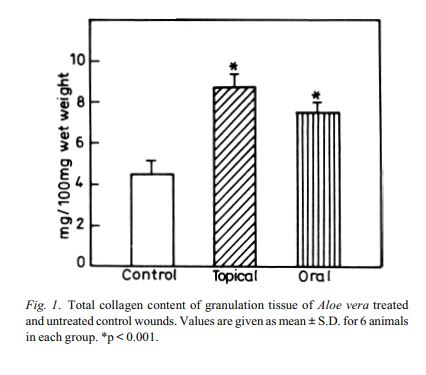 mg/100mg wet weight
10
8
6
4
2
0
*
*
Control Topical Oral
Fig. 1. Total collagen content of granulation tissue of Aloe vera treated
and untreated control wounds. Values are given as mean ± S.D. for 6 animals
in each group. *p < 0.001.